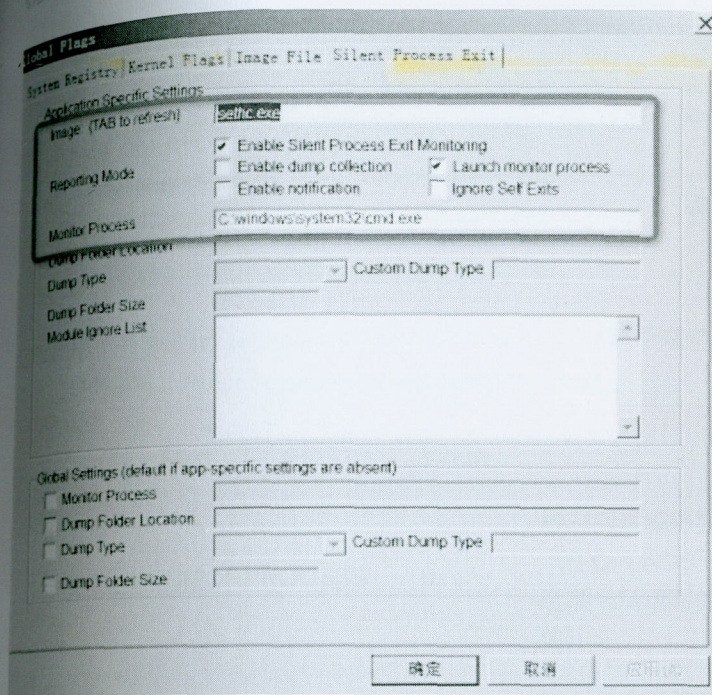 Global Flags
System Registry Kernel Flags Image File Silent Process Exit
Application Specific Settings
Image (TAB to refresh) sethc.exe
Enable Silent Process Exit Monitoring
Reporting Mode Enable dump collection Launch monitor process
Enable notification Ignore Self Exits
Monitor Process C:\windows\system32\cmd.exe
Dump Folder Location
Dump Type Custom Dump Type
Dump Folder Size
Module Ignore List
Global Settings (default if app-specific settings are absent)
Monitor Process
Dump Folder Location
Dump Type Custom Dump Type
Dump Folder Size
确定 取消